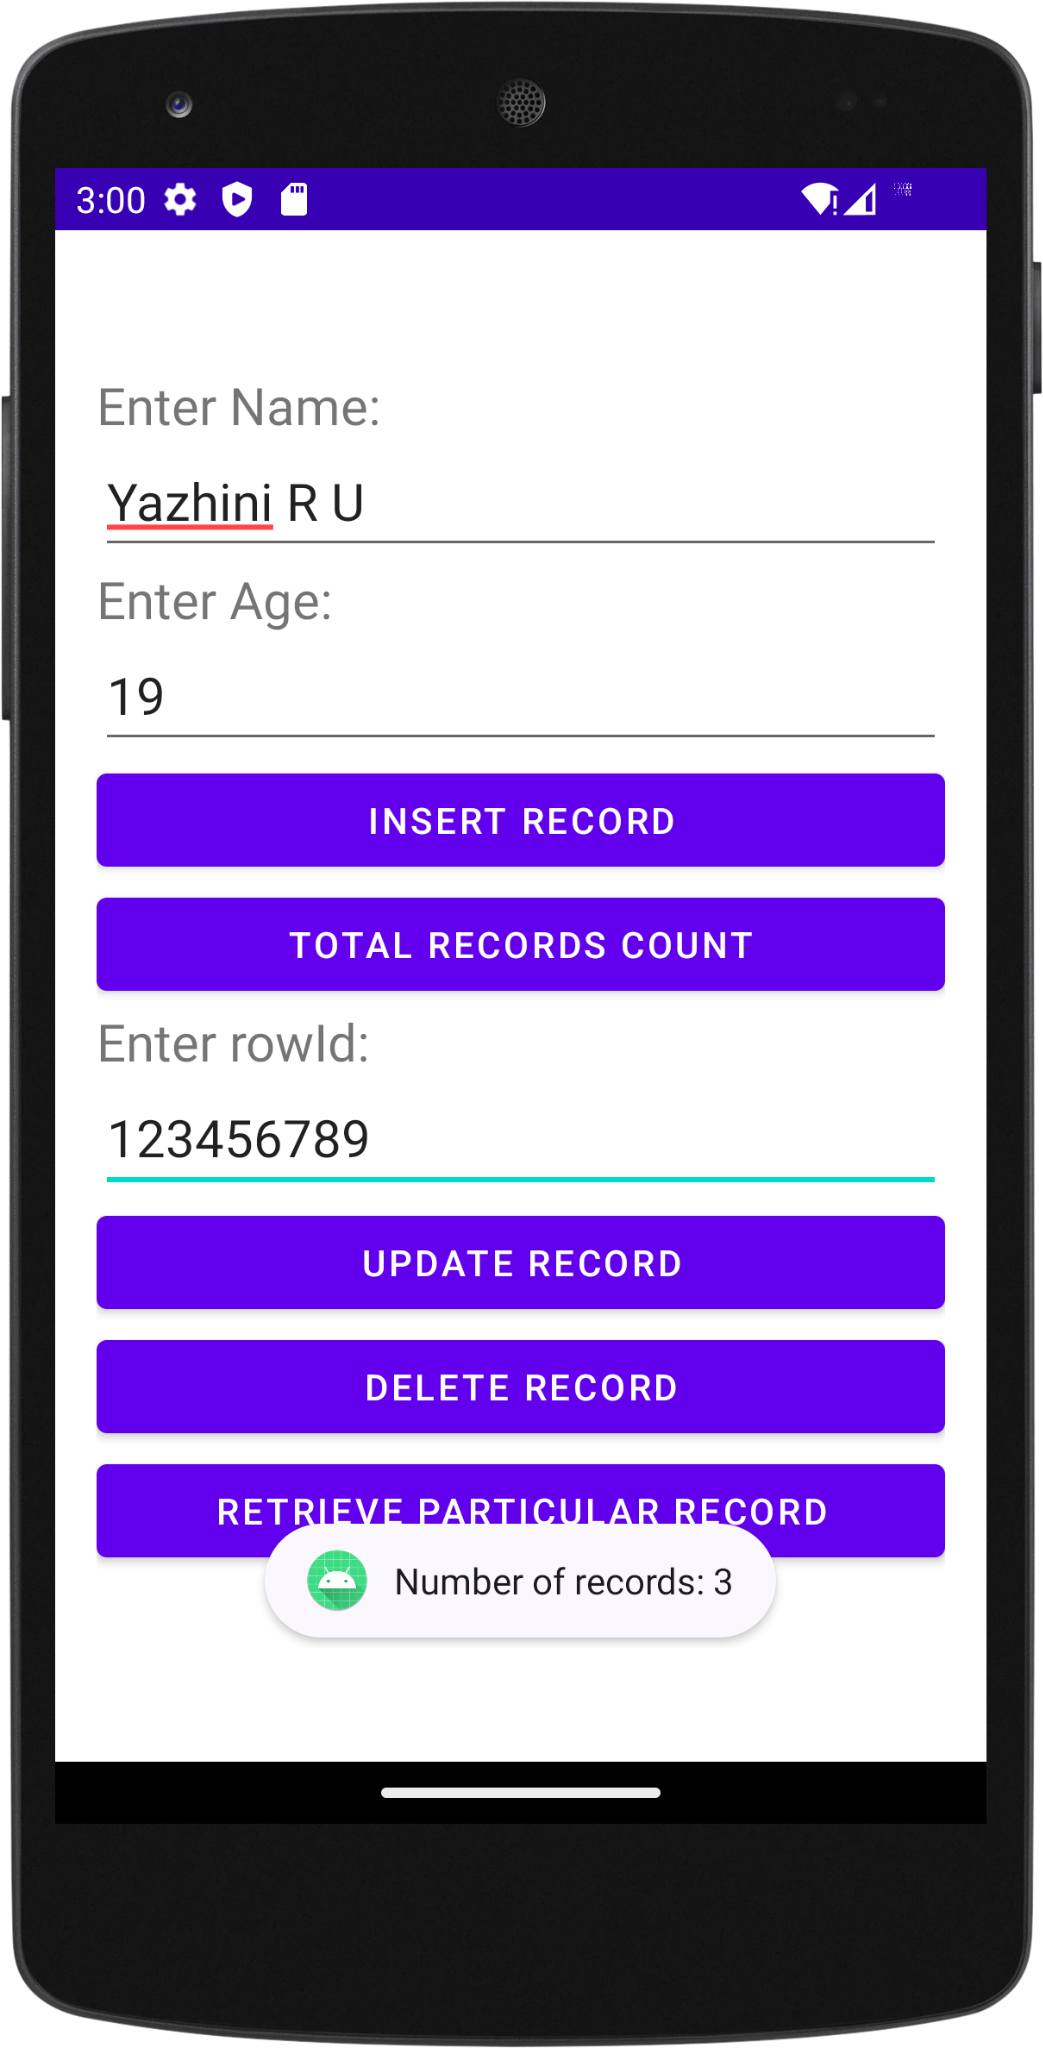 3:00
Enter Name:
Yazhini R U
Enter Age:
19
INSERT RECORD
TOTAL RECORDS COUNT
Enter rowId:
123456789
UPDATE RECORD
DELETE RECORD
RETRIEVE PARTICULAR RECORD
Number of records: 3